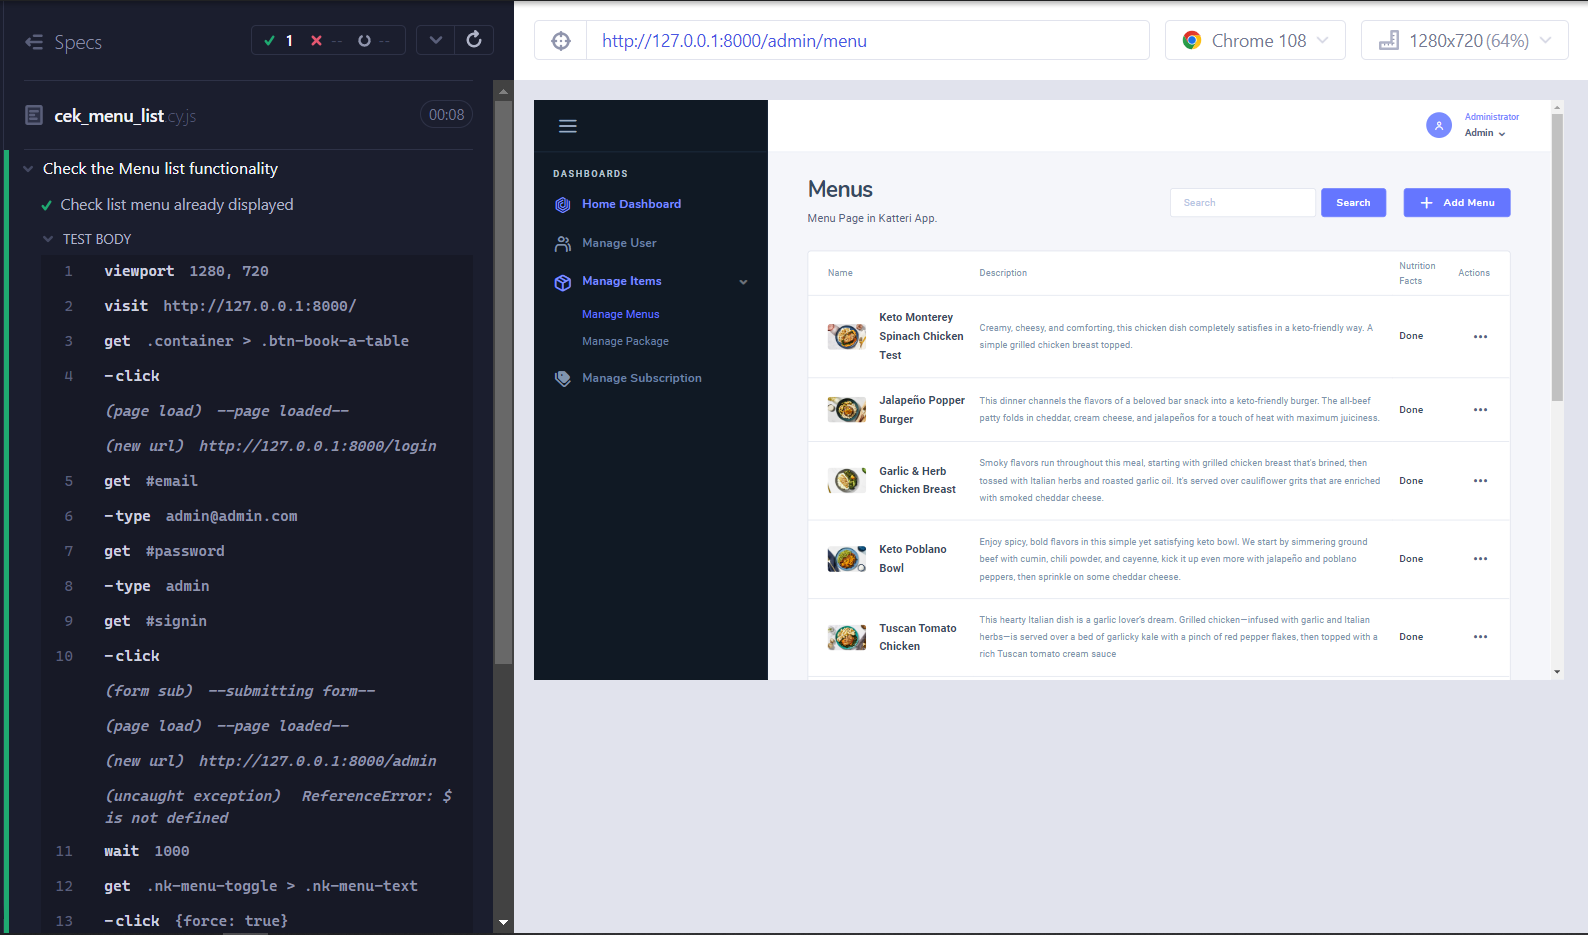 Specs
1 -- --
cek_menu_list cy.js
00:08
Check the Menu list functionality
Check list menu already displayed
TEST BODY
1 viewport 1280, 720
2 visit http://127.0.0.1:8000/
3 get .container > .btn-book-a-table
4 -click
(page load) --page loaded--
(new url) http://127.0.0.1:8000/login
5 get #email
6 -type admin@admin.com
7 get #password
8 -type admin
9 get #signin
10 -click
(form sub) --submitting form--
(page load) --page loaded--
(new url) http://127.0.0.1:8000/admin
(uncaught exception) ReferenceError: $
is not defined
11 wait 1000
12 get .nk-menu-toggle > .nk-menu-text
13 -click {force: true}
http://127.0.0.1:8000/admin/menu
Chrome 108
1280x720 (64%)
DASHBOARDS
Home Dashboard
Manage User
Manage Items
Manage Menus
Manage Package
Manage Subscription
Administrator
Admin
Menus
Menu Page in Katteri App.
Search
Search
Add Menu
Name
Description
Nutrition
Facts
Actions
Keto Monterey
Spinach Chicken
Test
Creamy, cheesy, and comforting, this chicken dish completely satisfies in a keto-friendly way. A
simple grilled chicken breast topped.
Done
Jalapeño Popper
Burger
This dinner channels the flavors of a beloved bar snack into a keto-friendly burger. The all-beef
patty folds in cheddar, cream cheese, and jalapeños for a touch of heat with maximum juiciness.
Done
Garlic & Herb
Chicken Breast
Smoky flavors run throughout this meal, starting with grilled chicken breast that's brined, then
tossed with Italian herbs and roasted garlic oil. It's served over cauliflower grits that are enriched
with smoked cheddar cheese.
Done
Keto Poblano
Bowl
Enjoy spicy, bold flavors in this simple yet satisfying keto bowl. We start by simmering ground
beef with cumin, chili powder, and cayenne, kick it up even more with jalapeño and poblano
peppers, then sprinkle on some cheddar cheese.
Done
Tuscan Tomato
Chicken
This hearty Italian dish is a garlic lover's dream. Grilled chicken—infused with garlic and Italian
herbs—is served over a bed of garlicky kale with a pinch of red pepper flakes, then topped with a
rich Tuscan tomato cream sauce
Done